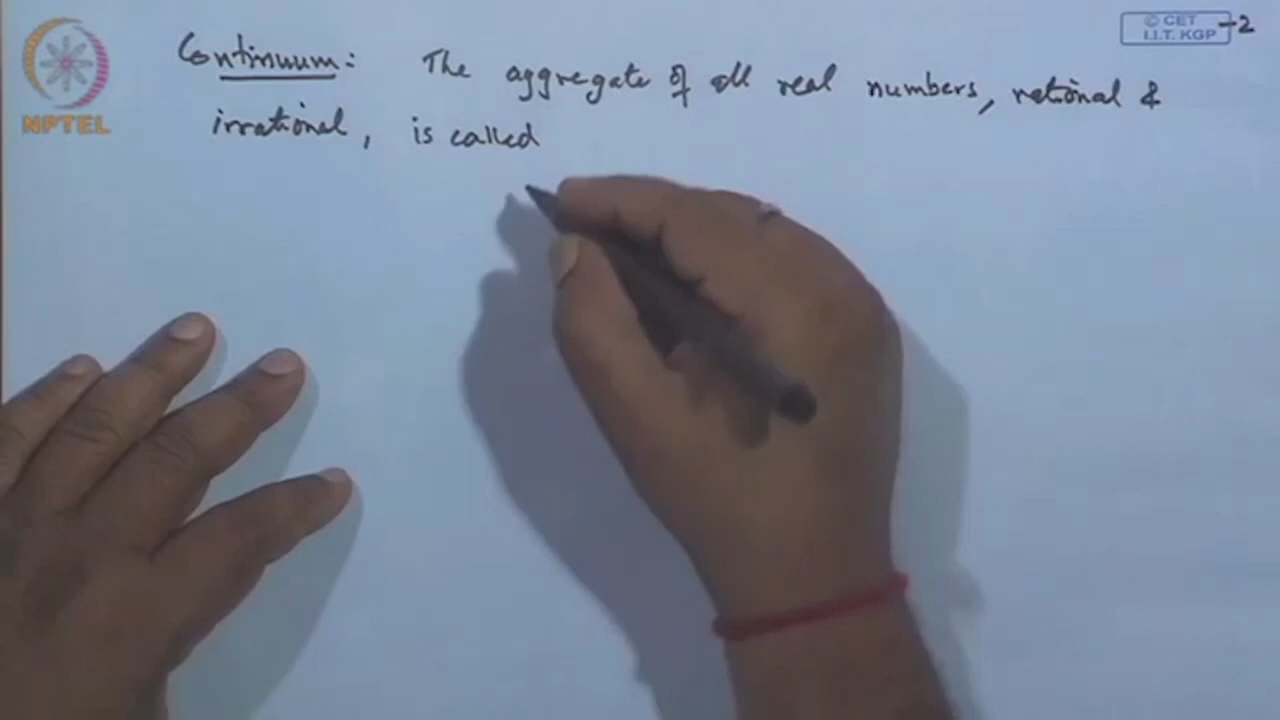 © CET
I.I.T. KGP
-2
Continuum: The aggregate of all real numbers, rational &
irrational, is called
NPTEL